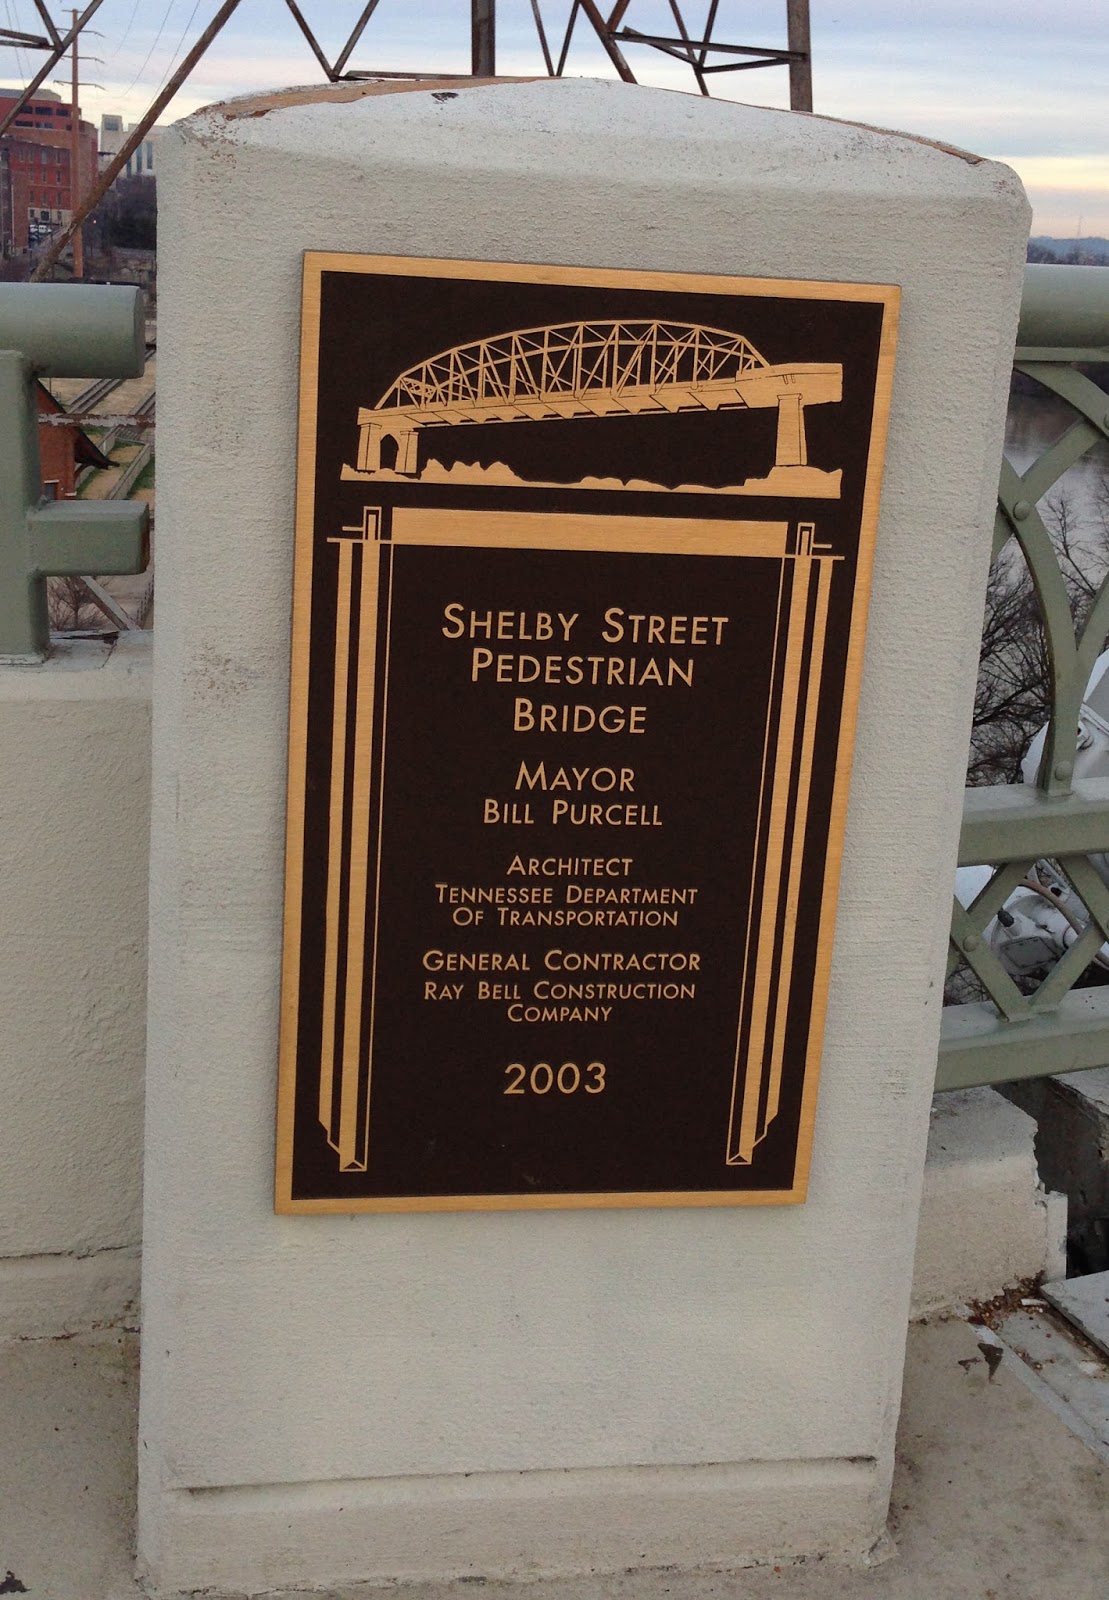 SHELBY STREET
PEDESTRIAN
BRIDGE
MAYOR
BILL PURCELL
ARCHITECT
TENNESSEE DEPARTMENT
OF TRANSPORTATION
GENERAL CONTRACTOR
RAY BELL CONSTRUCTION
COMPANY
2003